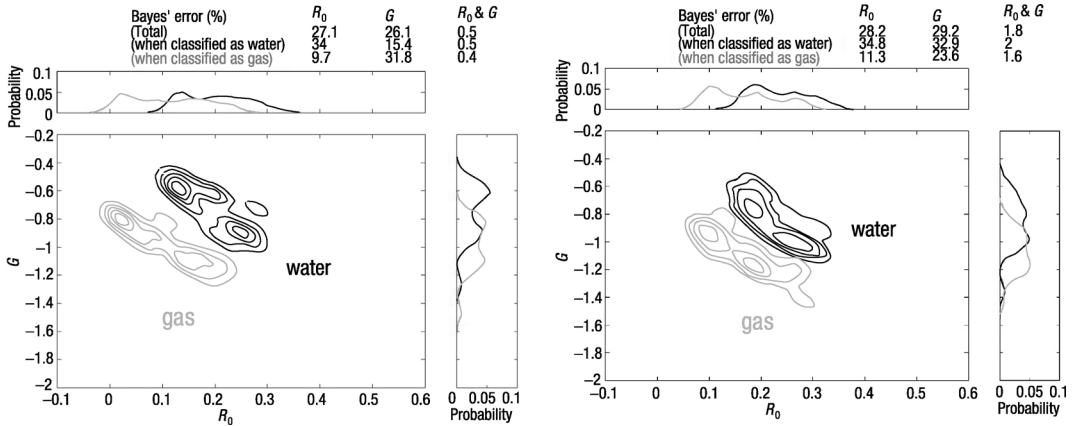 Bayes' error (%) R₀ G R₀ & G
(Total) 27.1 26.1 0.5
(when classified as water) 34 15.4 0.5
(when classified as gas) 9.7 31.8 0.4
Probability
0.1
0.05
0
-0.2
-0.4
-0.6
-0.8
-1
-1.2
-1.4
-1.6
-1.8
-2
G
water
gas
-0.1 0 0.1 0.2 0.3 0.4 0.5 0.6
R₀
0 0.05 0.1
Probability
Bayes' error (%) R₀ G R₀ & G
(Total) 28.2 29.2 1.8
(when classified as water) 34.8 32.9 2
(when classified as gas) 11.3 23.6 1.6
Probability
0.1
0.05
0
-0.2
-0.4
-0.6
-0.8
-1
-1.2
-1.4
-1.6
-1.8
-2
G
water
gas
-0.1 0 0.1 0.2 0.3 0.4 0.5 0.6
R₀
0 0.05 0.1
Probability